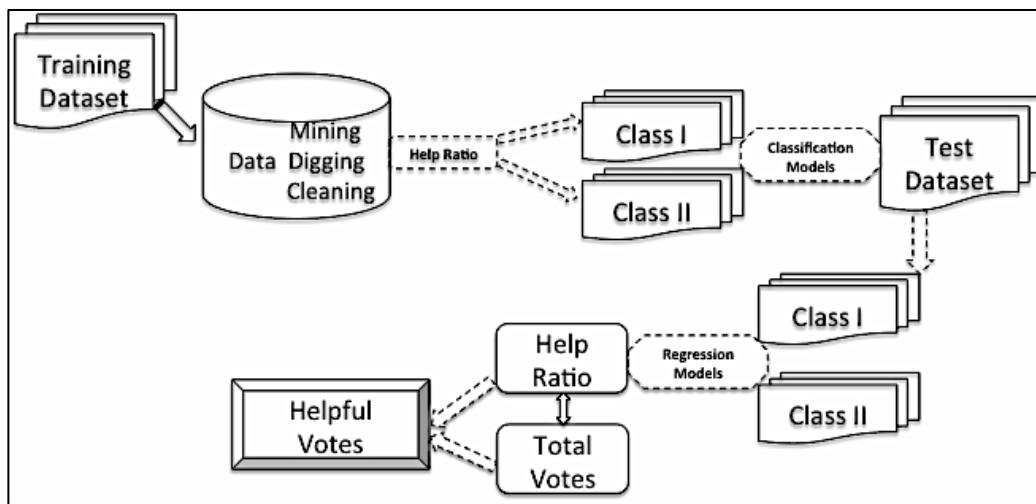 Training
Dataset
Mining
Data Digging
Cleaning
Help Ratio
Class I
Class II
Classification
Models
Test
Dataset
Class I
Class II
Regression
Models
Help
Ratio
Total
Votes
Helpful
Votes